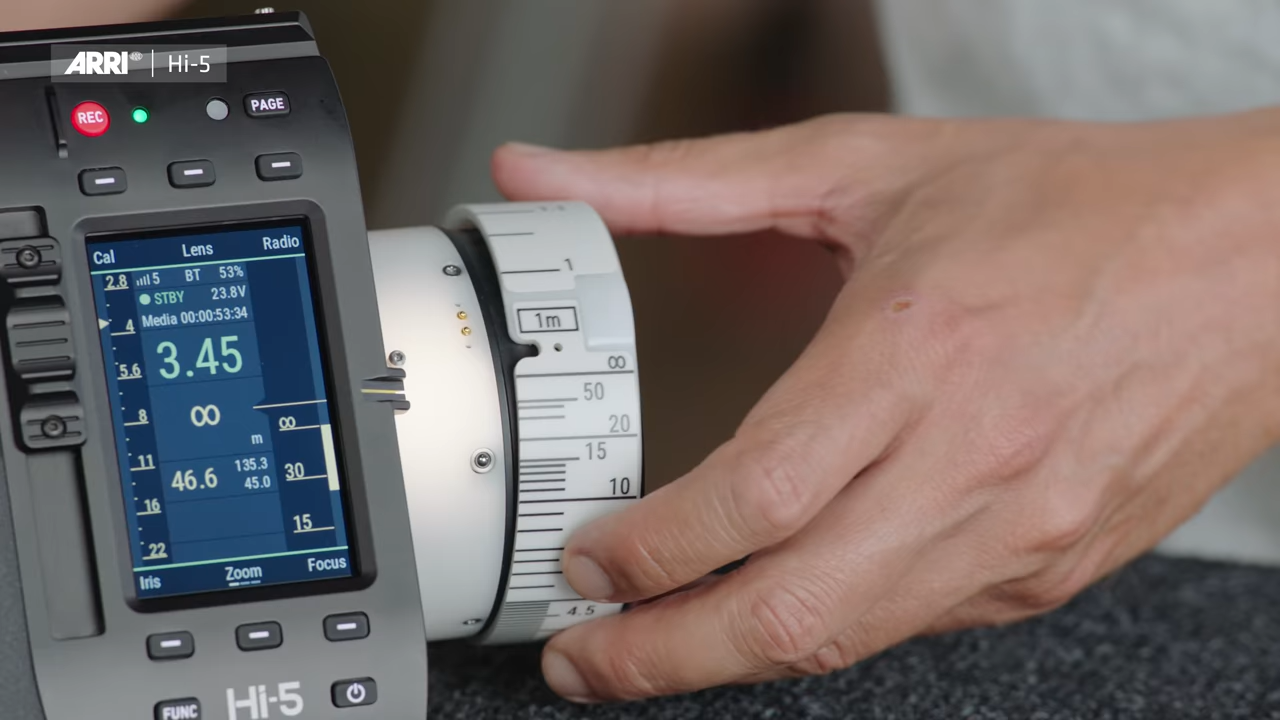 ARRI | Hi-5
REC
PAGE
Cal Lens Radio
2.8 5 BT 53%
STBY 23.8V
Media 00:00:53:34
4
3.45
5.6
8 ∞ ∞
m
11 46.6 135.3 30
45.0
16 15
22
Iris Zoom Focus
FUNC
Hi-5
1
1m
∞
50
20
15
10
4.5